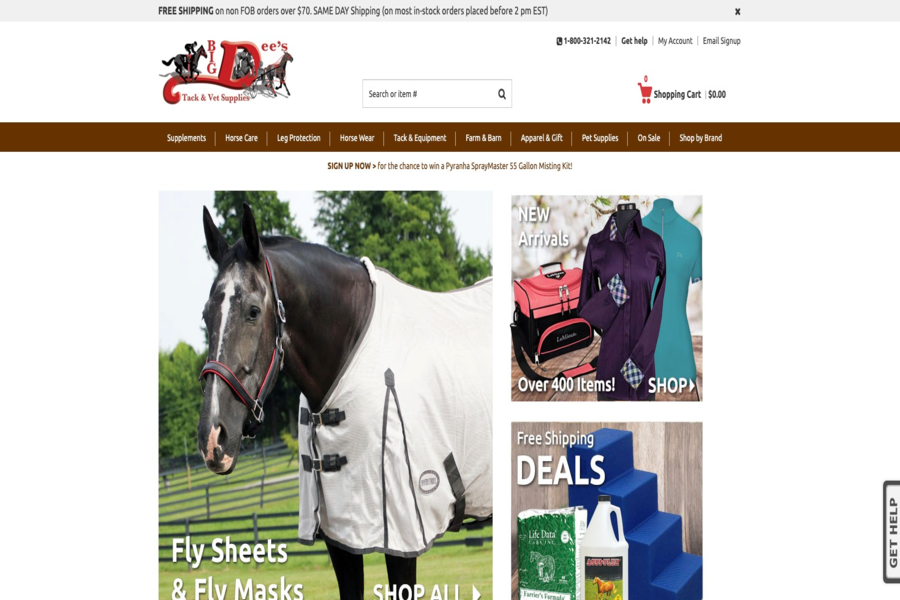 FREE SHIPPING on non FOB orders over $70. SAME DAY Shipping (on most in-stock orders placed before 2 pm EST)
x
1-800-321-2142 | Get help | My Account | Email Signup
BIG Dee's
Tack & Vet Supplies
Search or item #
0
Shopping Cart | $0.00
Supplements | Horse Care | Leg Protection | Horse Wear | Tack & Equipment | Farm & Barn | Apparel & Gift | Pet Supplies | On Sale | Shop by Brand
SIGN UP NOW > for the chance to win a Pyranha SprayMaster 55 Gallon Misting Kit!
NEW
Arrivals
Over 400 Items!
SHOP
Free Shipping
DEALS
Life Data
Farrier's Formula
Fly Sheets
& Fly Masks
SHOP ALL
GET HELP